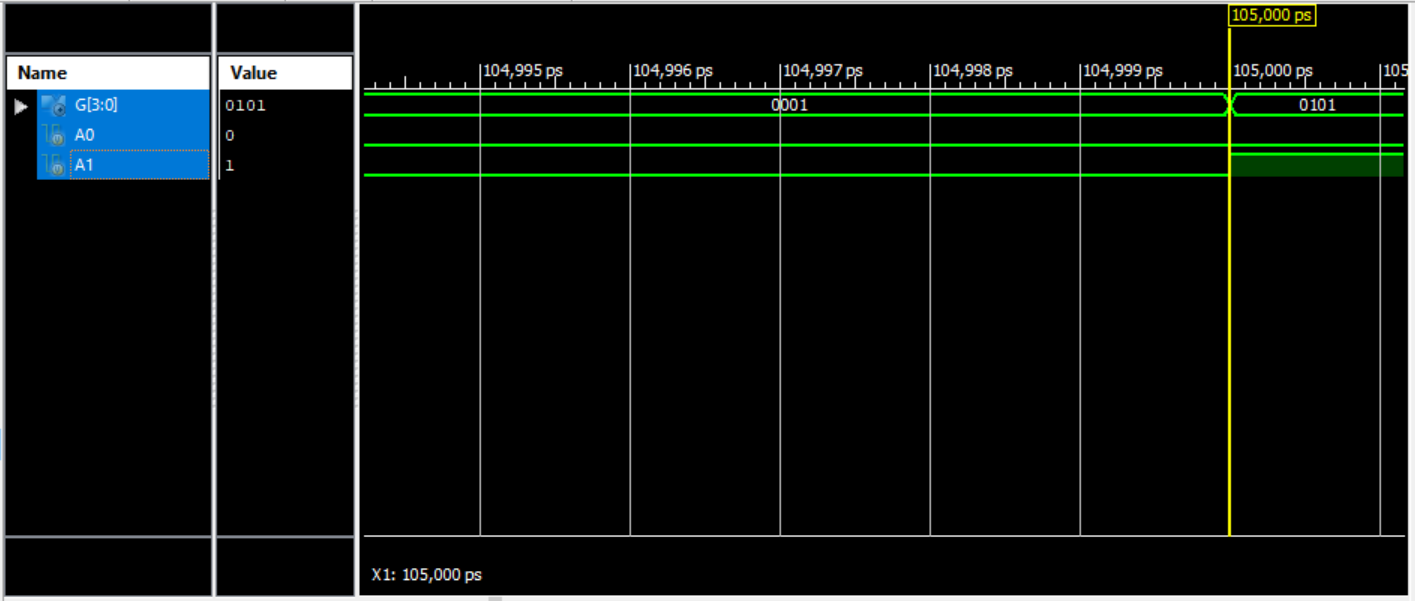 105,000 ps
Name
Value
104,995 ps
104,996 ps
104,997 ps
104,998 ps
104,999 ps
105,000 ps
105
G[3:0]
0101
0001
0101
A0
0
A1
1
X1: 105,000 ps